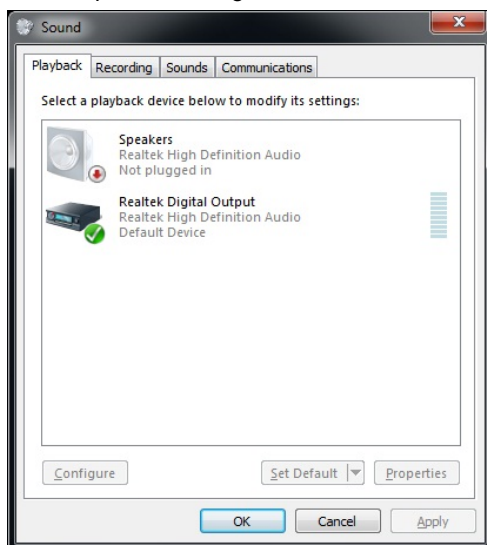 Sound
Playback Recording Sounds Communications
Select a playback device below to modify its settings:
Speakers
Realtek High Definition Audio
Not plugged in
Realtek Digital Output
Realtek High Definition Audio
Default Device
Configure Set Default Properties
OK Cancel Apply